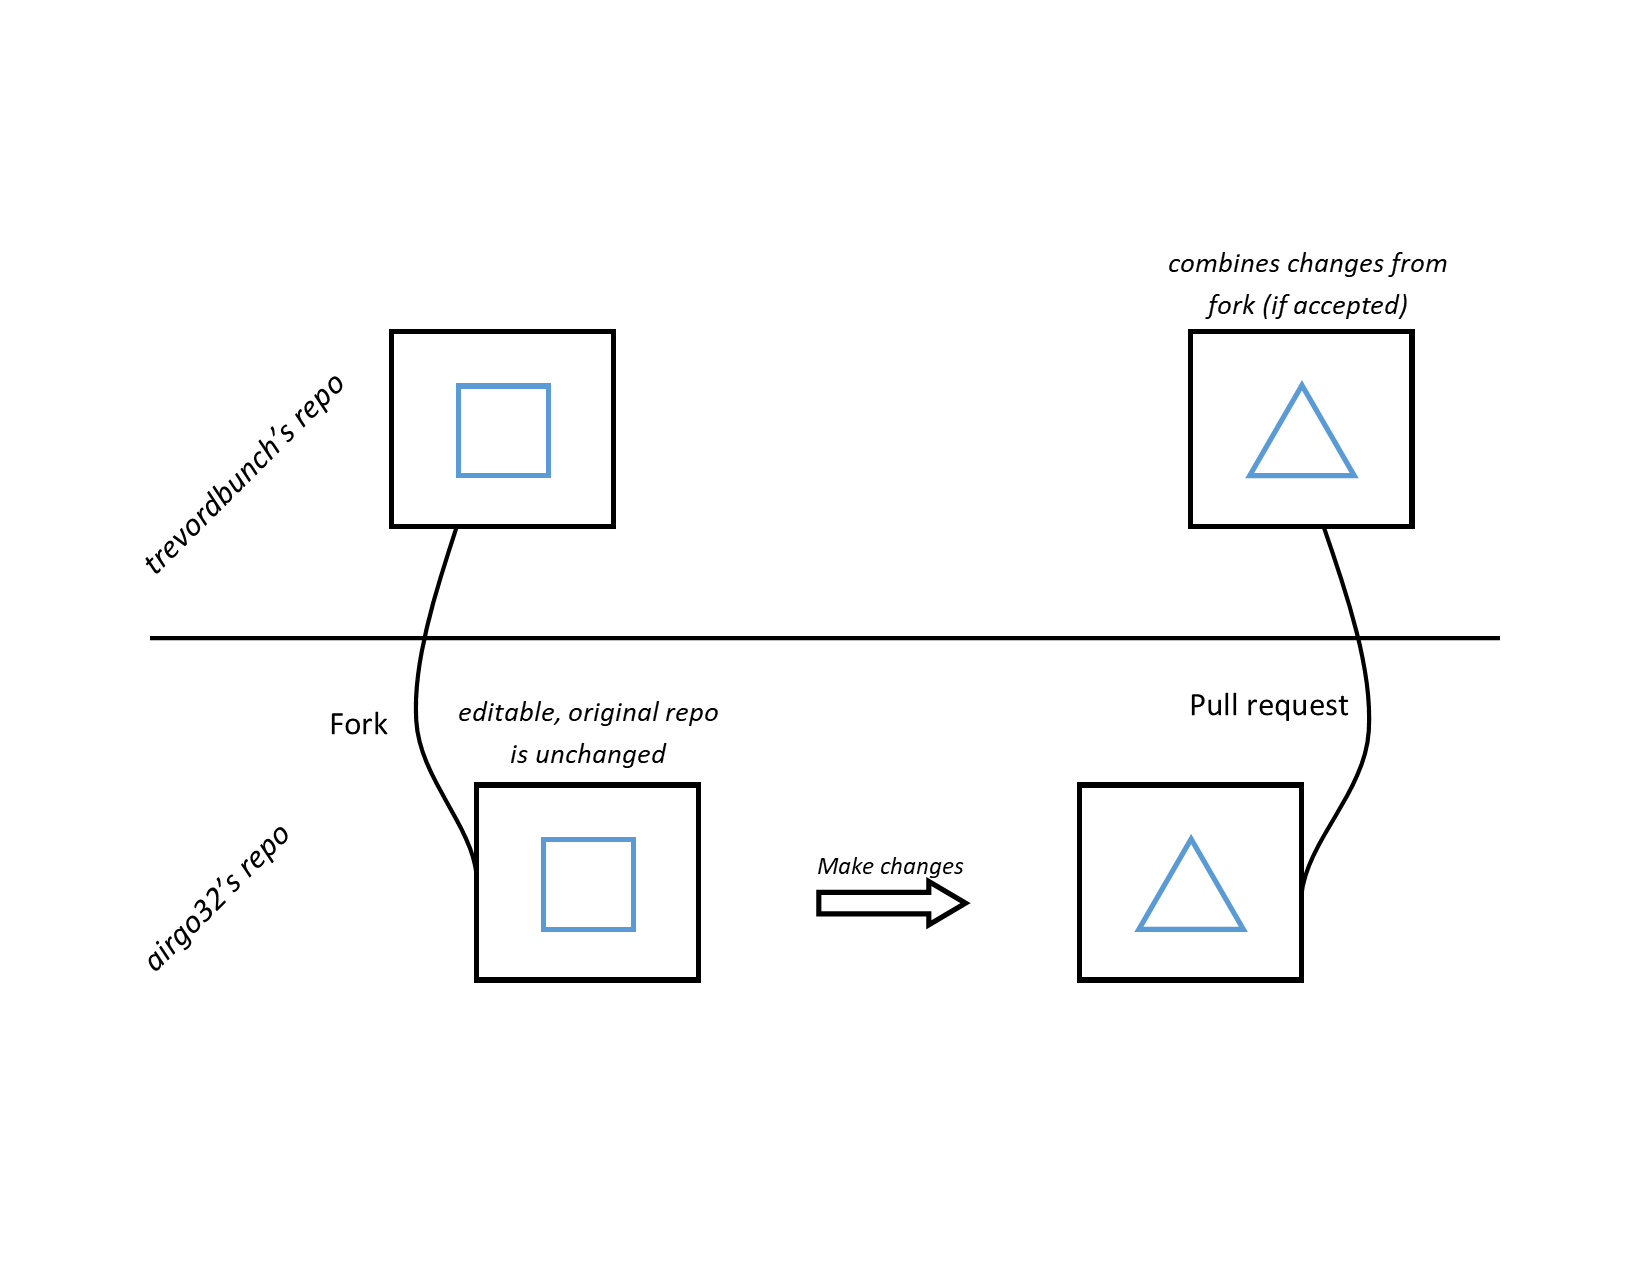 combines changes from
fork (if accepted)
trevordbunch’s repo
Fork
editable, original repo
is unchanged
Pull request
airgo32’s repo
Make changes